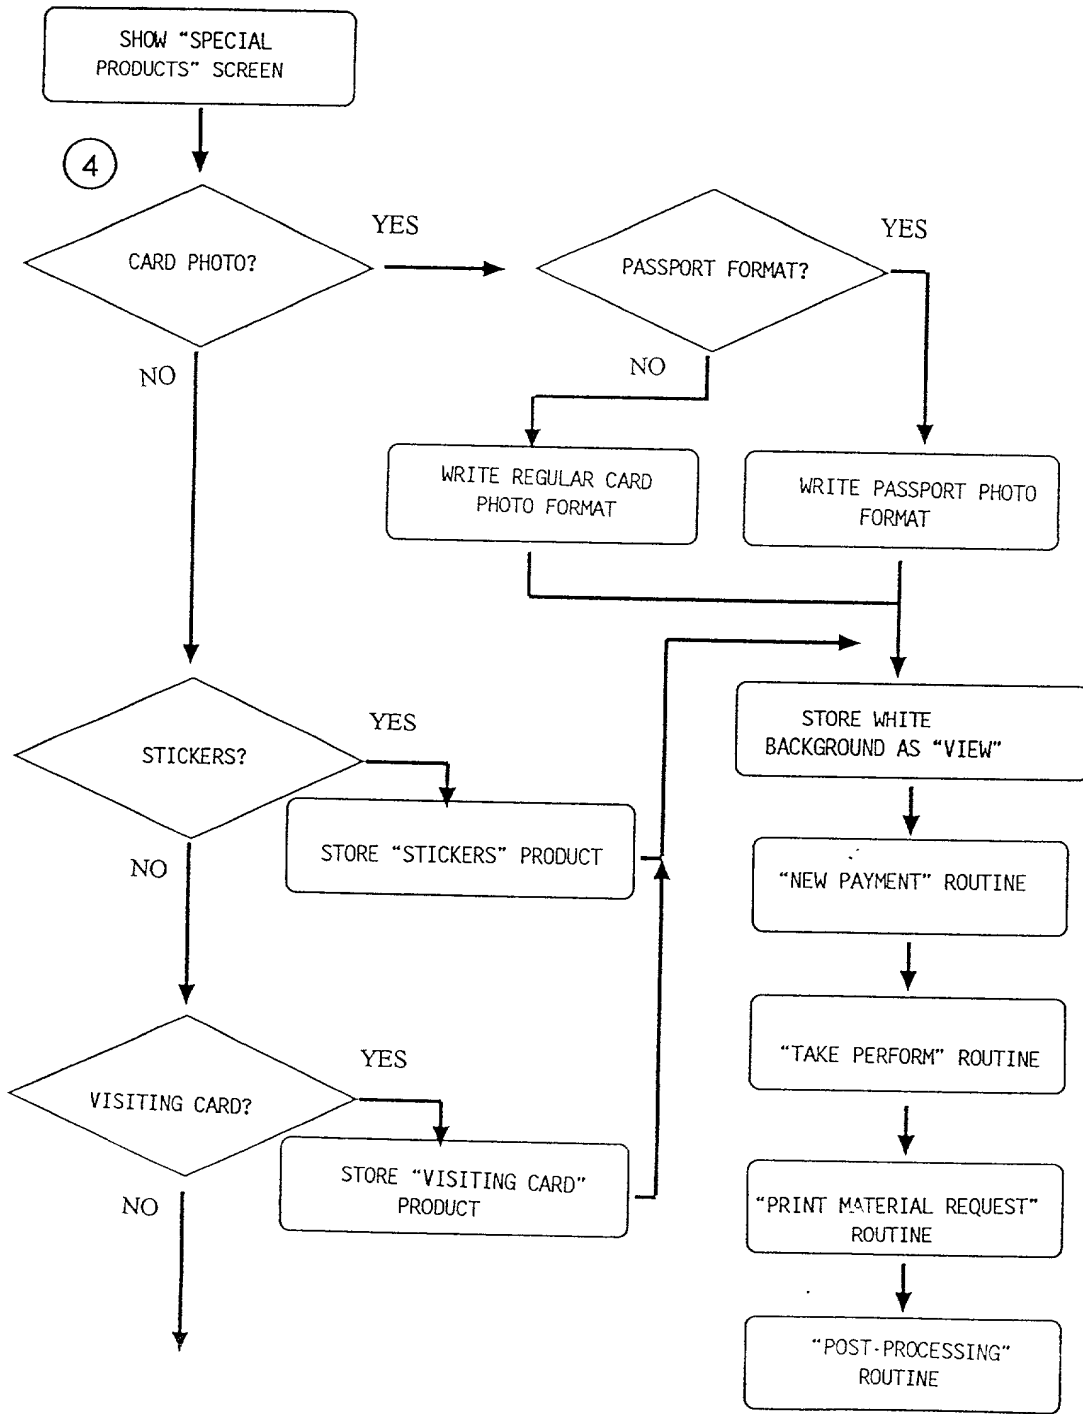 SHOW “SPECIAL
PRODUCTS” SCREEN
4
CARD PHOTO?
YES
PASSPORT FORMAT?
YES
NO
NO
WRITE REGULAR CARD
PHOTO FORMAT
WRITE PASSPORT PHOTO
FORMAT
STORE WHITE
BACKGROUND AS “VIEW”
STICKERS?
YES
STORE “STICKERS” PRODUCT
NO
“NEW PAYMENT” ROUTINE
“TAKE PERFORM” ROUTINE
VISITING CARD?
YES
STORE “VISITING CARD”
PRODUCT
NO
“PRINT MATERIAL REQUEST”
ROUTINE
“POST-PROCESSING”
ROUTINE